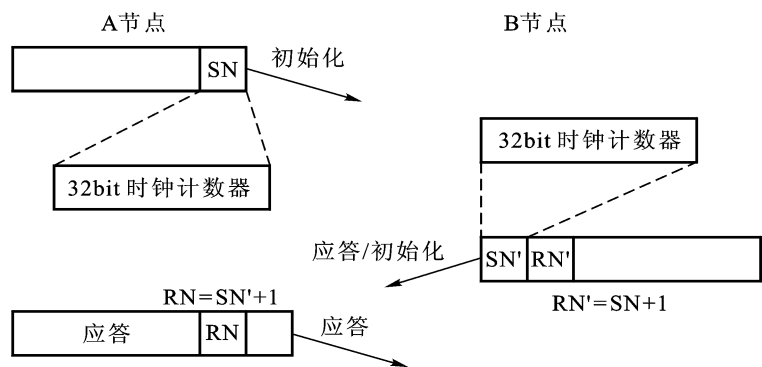 A节点
B节点
SN
初始化
32bit 时钟计数器
32bit 时钟计数器
应答/初始化
SN' RN'
RN'=SN+1
RN=SN'+1
应答 RN
应答